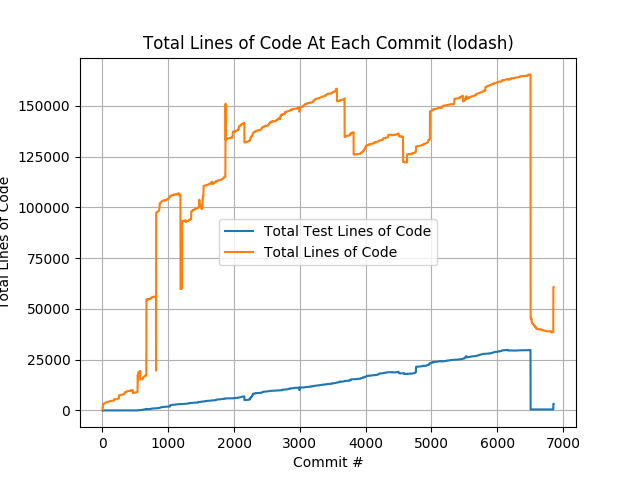 Total Lines of Code At Each Commit (lodash)
Total Lines of Code
150000
125000
100000
75000
50000
25000
0
Total Test Lines of Code
Total Lines of Code
0 1000 2000 3000 4000 5000 6000 7000
Commit #